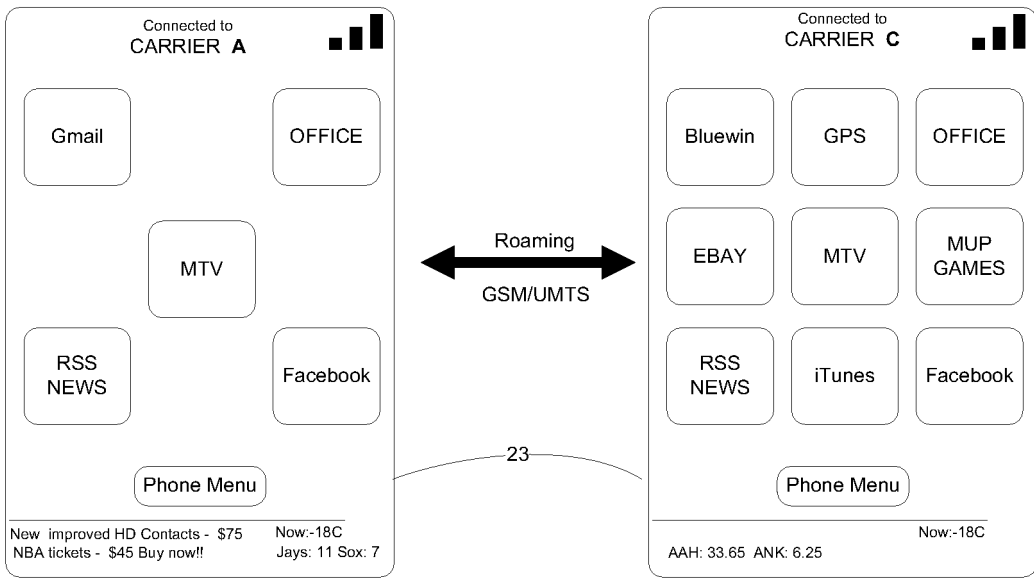 Connected to
CARRIER A
Gmail
OFFICE
MTV
RSS
NEWS
Facebook
Phone Menu
New improved HD Contacts - $75
Now:-18C
NBA tickets - $45 Buy now!!
Jays: 11 Sox: 7
Roaming
GSM/UMTS
23
Connected to
CARRIER C
Bluewin
GPS
OFFICE
EBAY
MTV
MUP
GAMES
RSS
NEWS
iTunes
Facebook
Phone Menu
Now:-18C
AAH: 33.65 ANK: 6.25